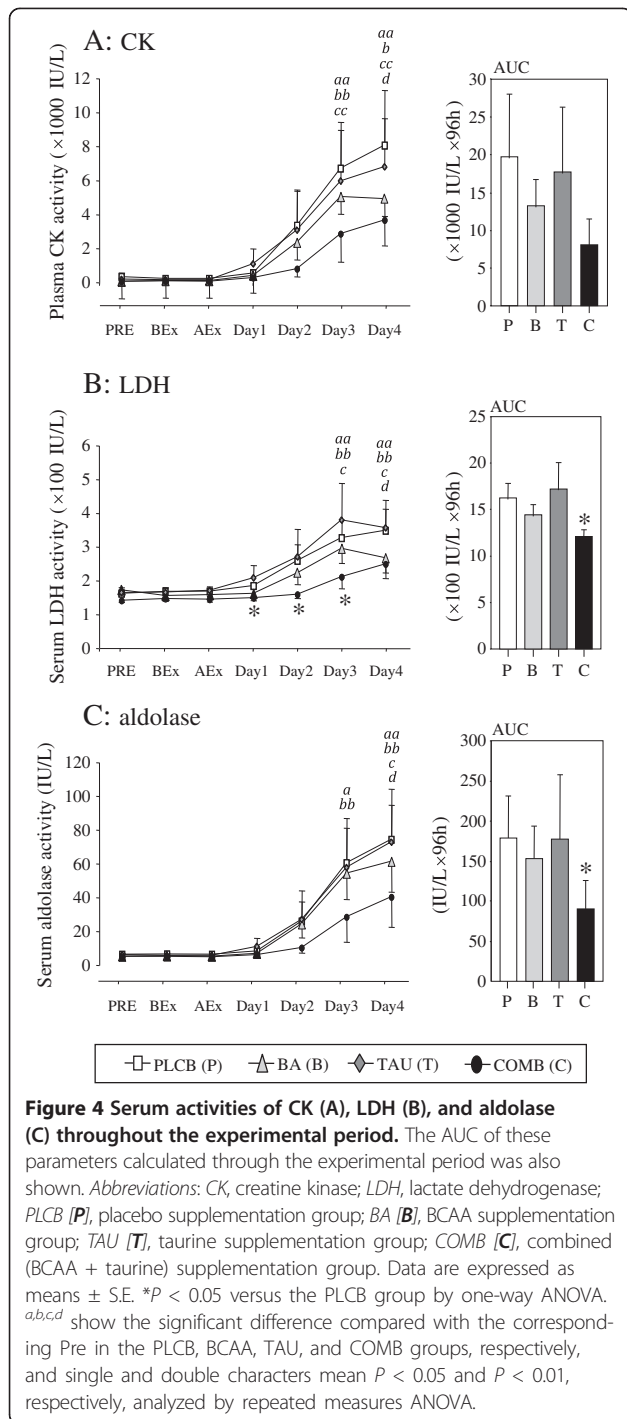 A: CK
Plasma CK activity (×1000 IU/L)
12
10
8
6
4
2
0
aa
bb
cc
aa
b
cc
d
PRE BEx AEx Day1 Day2 Day3 Day4
AUC
(×1000 IU/L ×96h)
30
25
20
15
10
5
0
P B T C
B: LDH
Serum LDH activity (×100 IU/L)
6
5
4
3
2
1
0
aa
bb
c
aa
bb
c
d
* * *
PRE BEx AEx Day1 Day2 Day3 Day4
AUC
(×100 IU/L ×96h)
25
20
15
10
5
0
*
P B T C
C: aldolase
Serum aldolase activity (IU/L)
120
100
80
60
40
20
0
a
bb
aa
bb
c
d
PRE BEx AEx Day1 Day2 Day3 Day4
AUC
(IU/L ×96h)
300
250
200
150
100
50
0
*
P B T C
PLCB (P) BA (B) TAU (T) COMB (C)
Figure 4 Serum activities of CK (A), LDH (B), and aldolase
(C) throughout the experimental period. The AUC of these
parameters calculated through the experimental period was also
shown. Abbreviations: CK, creatine kinase; LDH, lactate dehydrogenase;
PLCB [P], placebo supplementation group; BA [B], BCAA supplementation
group; TAU [T], taurine supplementation group; COMB [C], combined
(BCAA + taurine) supplementation group. Data are expressed as
means ± S.E. *P < 0.05 versus the PLCB group by one-way ANOVA.
a,b,c,d show the significant difference compared with the correspond-
ing Pre in the PLCB, BCAA, TAU, and COMB groups, respectively,
and single and double characters mean P < 0.05 and P < 0.01,
respectively, analyzed by repeated measures ANOVA.